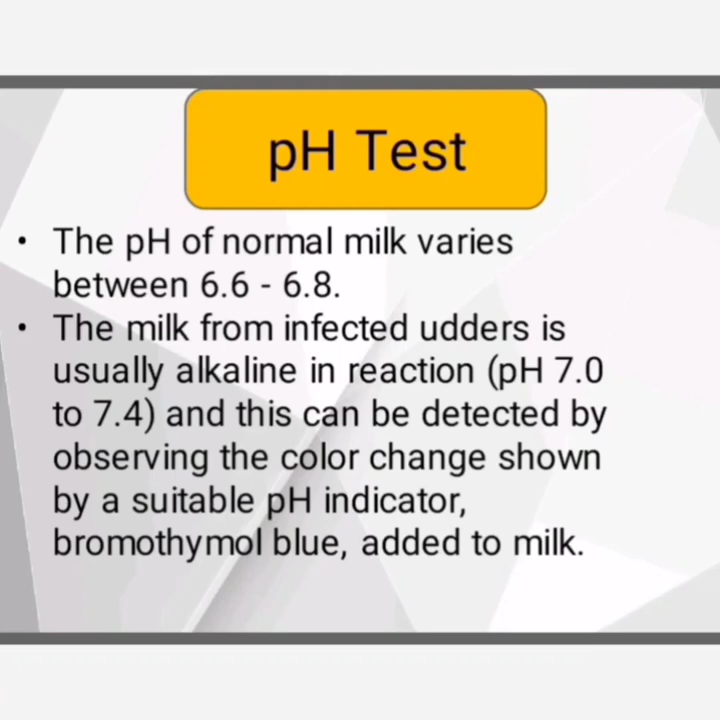 pH Test
• The pH of normal milk varies
between 6.6 - 6.8.
• The milk from infected udders is
usually alkaline in reaction (pH 7.0
to 7.4) and this can be detected by
observing the color change shown
by a suitable pH indicator,
bromothymol blue, added to milk.